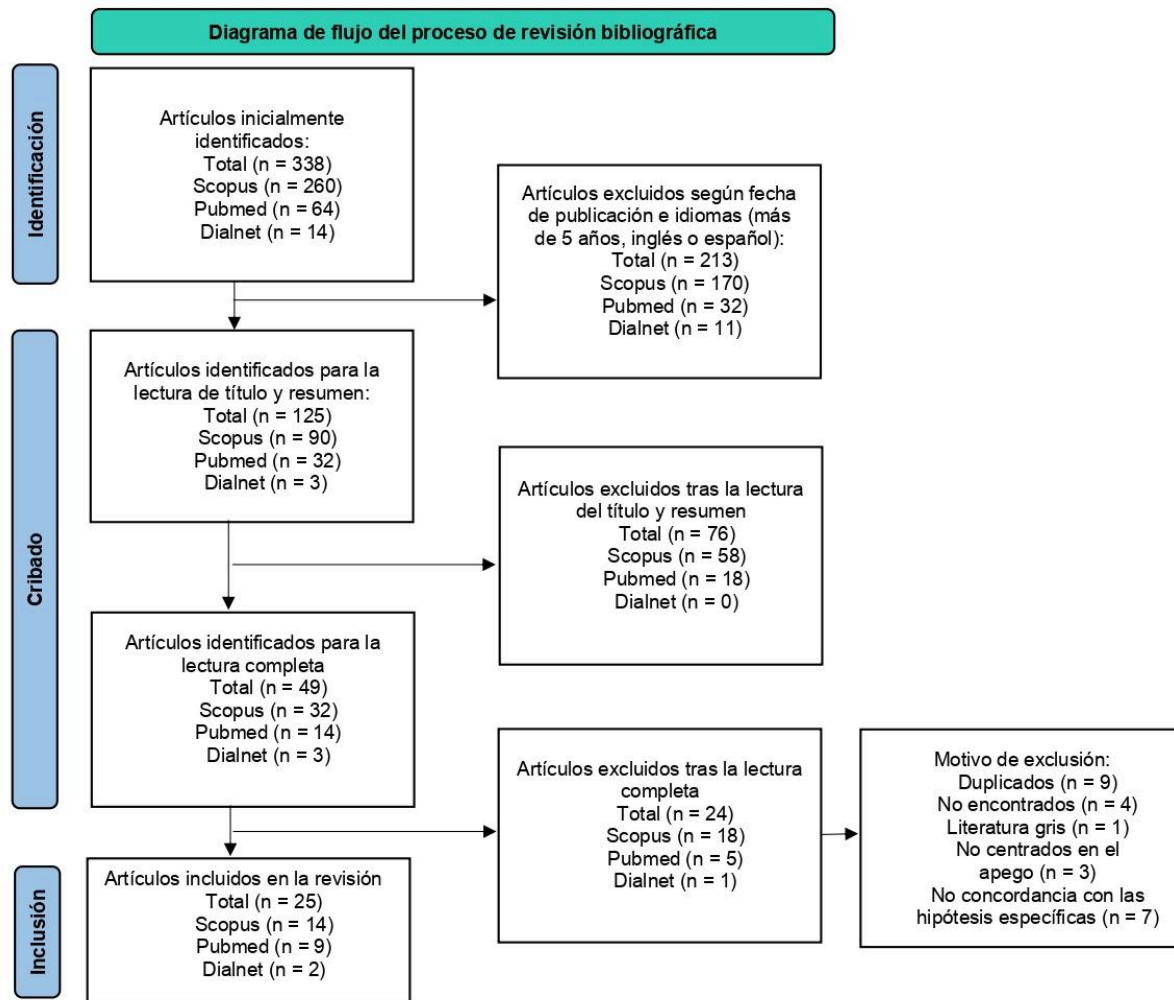 Diagrama de flujo del proceso de revisión bibliográfica
Identificación
Artículos inicialmente
identificados:
Total (n = 338)
Scopus (n = 260)
Pubmed (n = 64)
Dialnet (n = 14)
Artículos excluidos según fecha
de publicación e idiomas (más
de 5 años, inglés o español):
Total (n = 213)
Scopus (n = 170)
Pubmed (n = 32)
Dialnet (n = 11)
Cribado
Artículos identificados para la
lectura de título y resumen:
Total (n = 125)
Scopus (n = 90)
Pubmed (n = 32)
Dialnet (n = 3)
Artículos excluidos tras la lectura
del título y resumen
Total (n = 76)
Scopus (n = 58)
Pubmed (n = 18)
Dialnet (n = 0)
Artículos identificados para la
lectura completa
Total (n = 49)
Scopus (n = 32)
Pubmed (n = 14)
Dialnet (n = 3)
Artículos excluidos tras la lectura
completa
Total (n = 24)
Scopus (n = 18)
Pubmed (n = 5)
Dialnet (n = 1)
Motivo de exclusión:
Duplicados (n = 9)
No encontrados (n = 4)
Literatura gris (n = 1)
No centrados en el
apego (n = 3)
No concordancia con las
hipótesis específicas (n = 7)
Inclusión
Artículos incluidos en la revisión
Total (n = 25)
Scopus (n = 14)
Pubmed (n = 9)
Dialnet (n = 2)